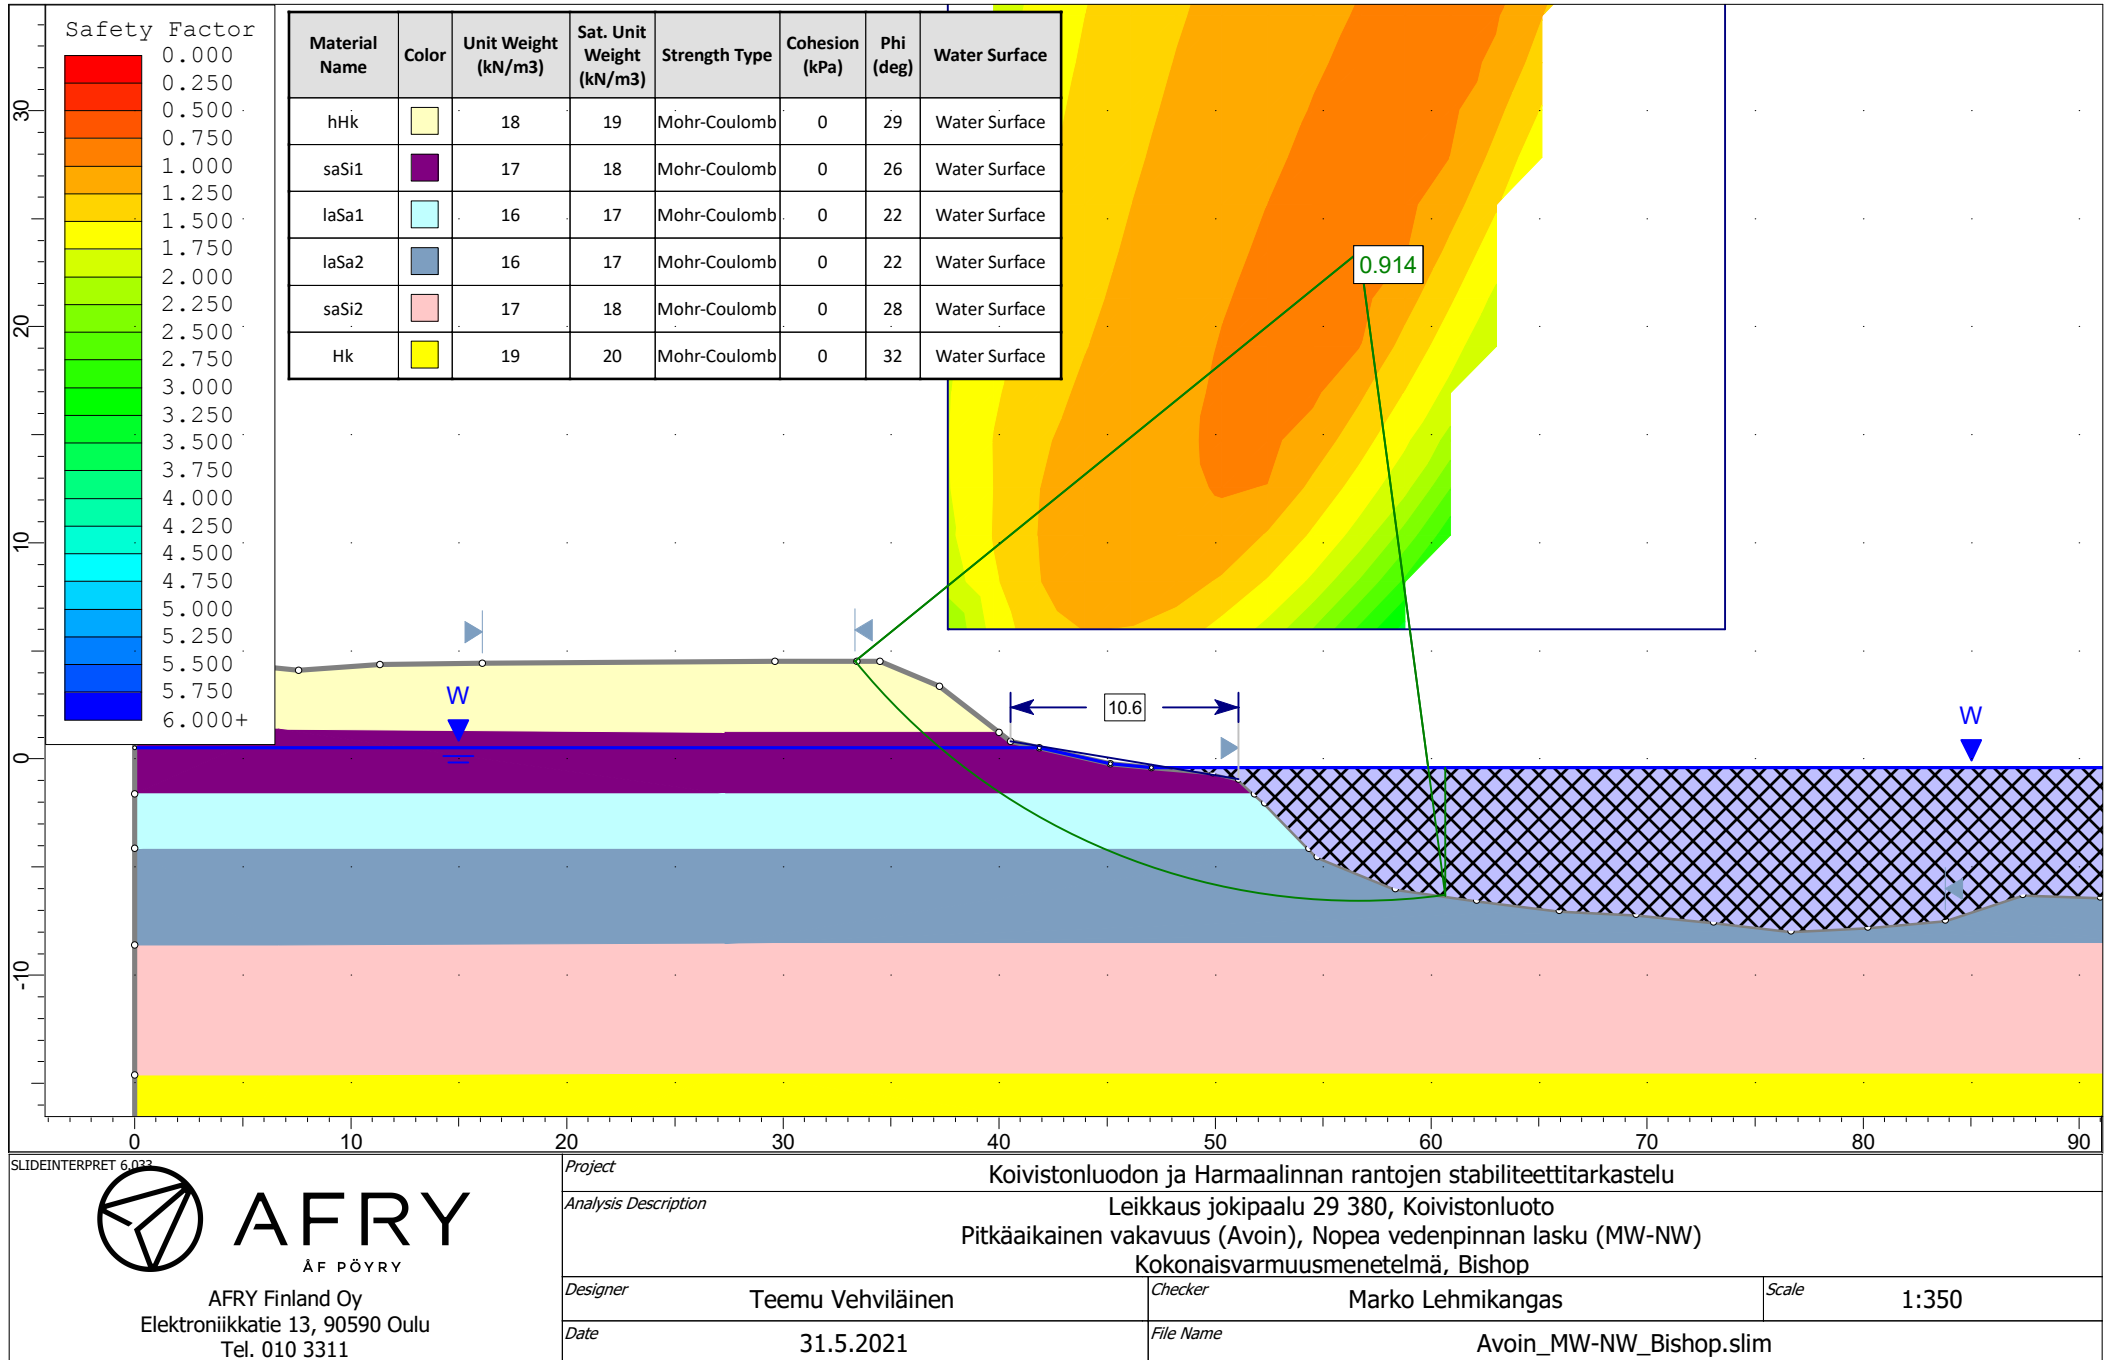 Safety Factor
0.000
0.250
0.500
0.750
1.000
1.250
1.500
1.750
2.000
2.250
2.500
2.750
3.000
3.250
3.500
3.750
4.000
4.250
4.500
4.750
5.000
5.250
5.500
5.750
6.000+
Material Name Color Unit Weight (kN/m3) Sat. Unit Weight (kN/m3) Strength Type Cohesion (kPa) Phi (deg) Water Surface
hHk 18 19 Mohr-Coulomb 0 29 Water Surface
saSi1 17 18 Mohr-Coulomb 0 26 Water Surface
laSa1 16 17 Mohr-Coulomb 0 22 Water Surface
laSa2 16 17 Mohr-Coulomb 0 22 Water Surface
saSi2 17 18 Mohr-Coulomb 0 28 Water Surface
Hk 19 20 Mohr-Coulomb 0 32 Water Surface
0.914
10.6
W
W
30
20
10
0
-10
0 10 20 30 40 50 60 70 80 90
SLIDEINTERPRET 6.033
AFRY
ÅF PÖYRY
AFRY Finland Oy
Elektroniikkatie 13, 90590 Oulu
Tel. 010 3311
Project
Koivistonluodon ja Harmaalinnan rantojen stabiliteettitarkastelu
Analysis Description
Leikkaus jokipaalu 29 380, Koivistonluoto
Pitkäaikainen vakavuus (Avoin), Nopea vedenpinnan lasku (MW-NW)
Kokonaisvarmuusmenetelmä, Bishop
Designer
Teemu Vehviläinen
Checker
Marko Lehmikangas
Scale
1:350
Date
31.5.2021
File Name
Avoin_MW-NW_Bishop.slim